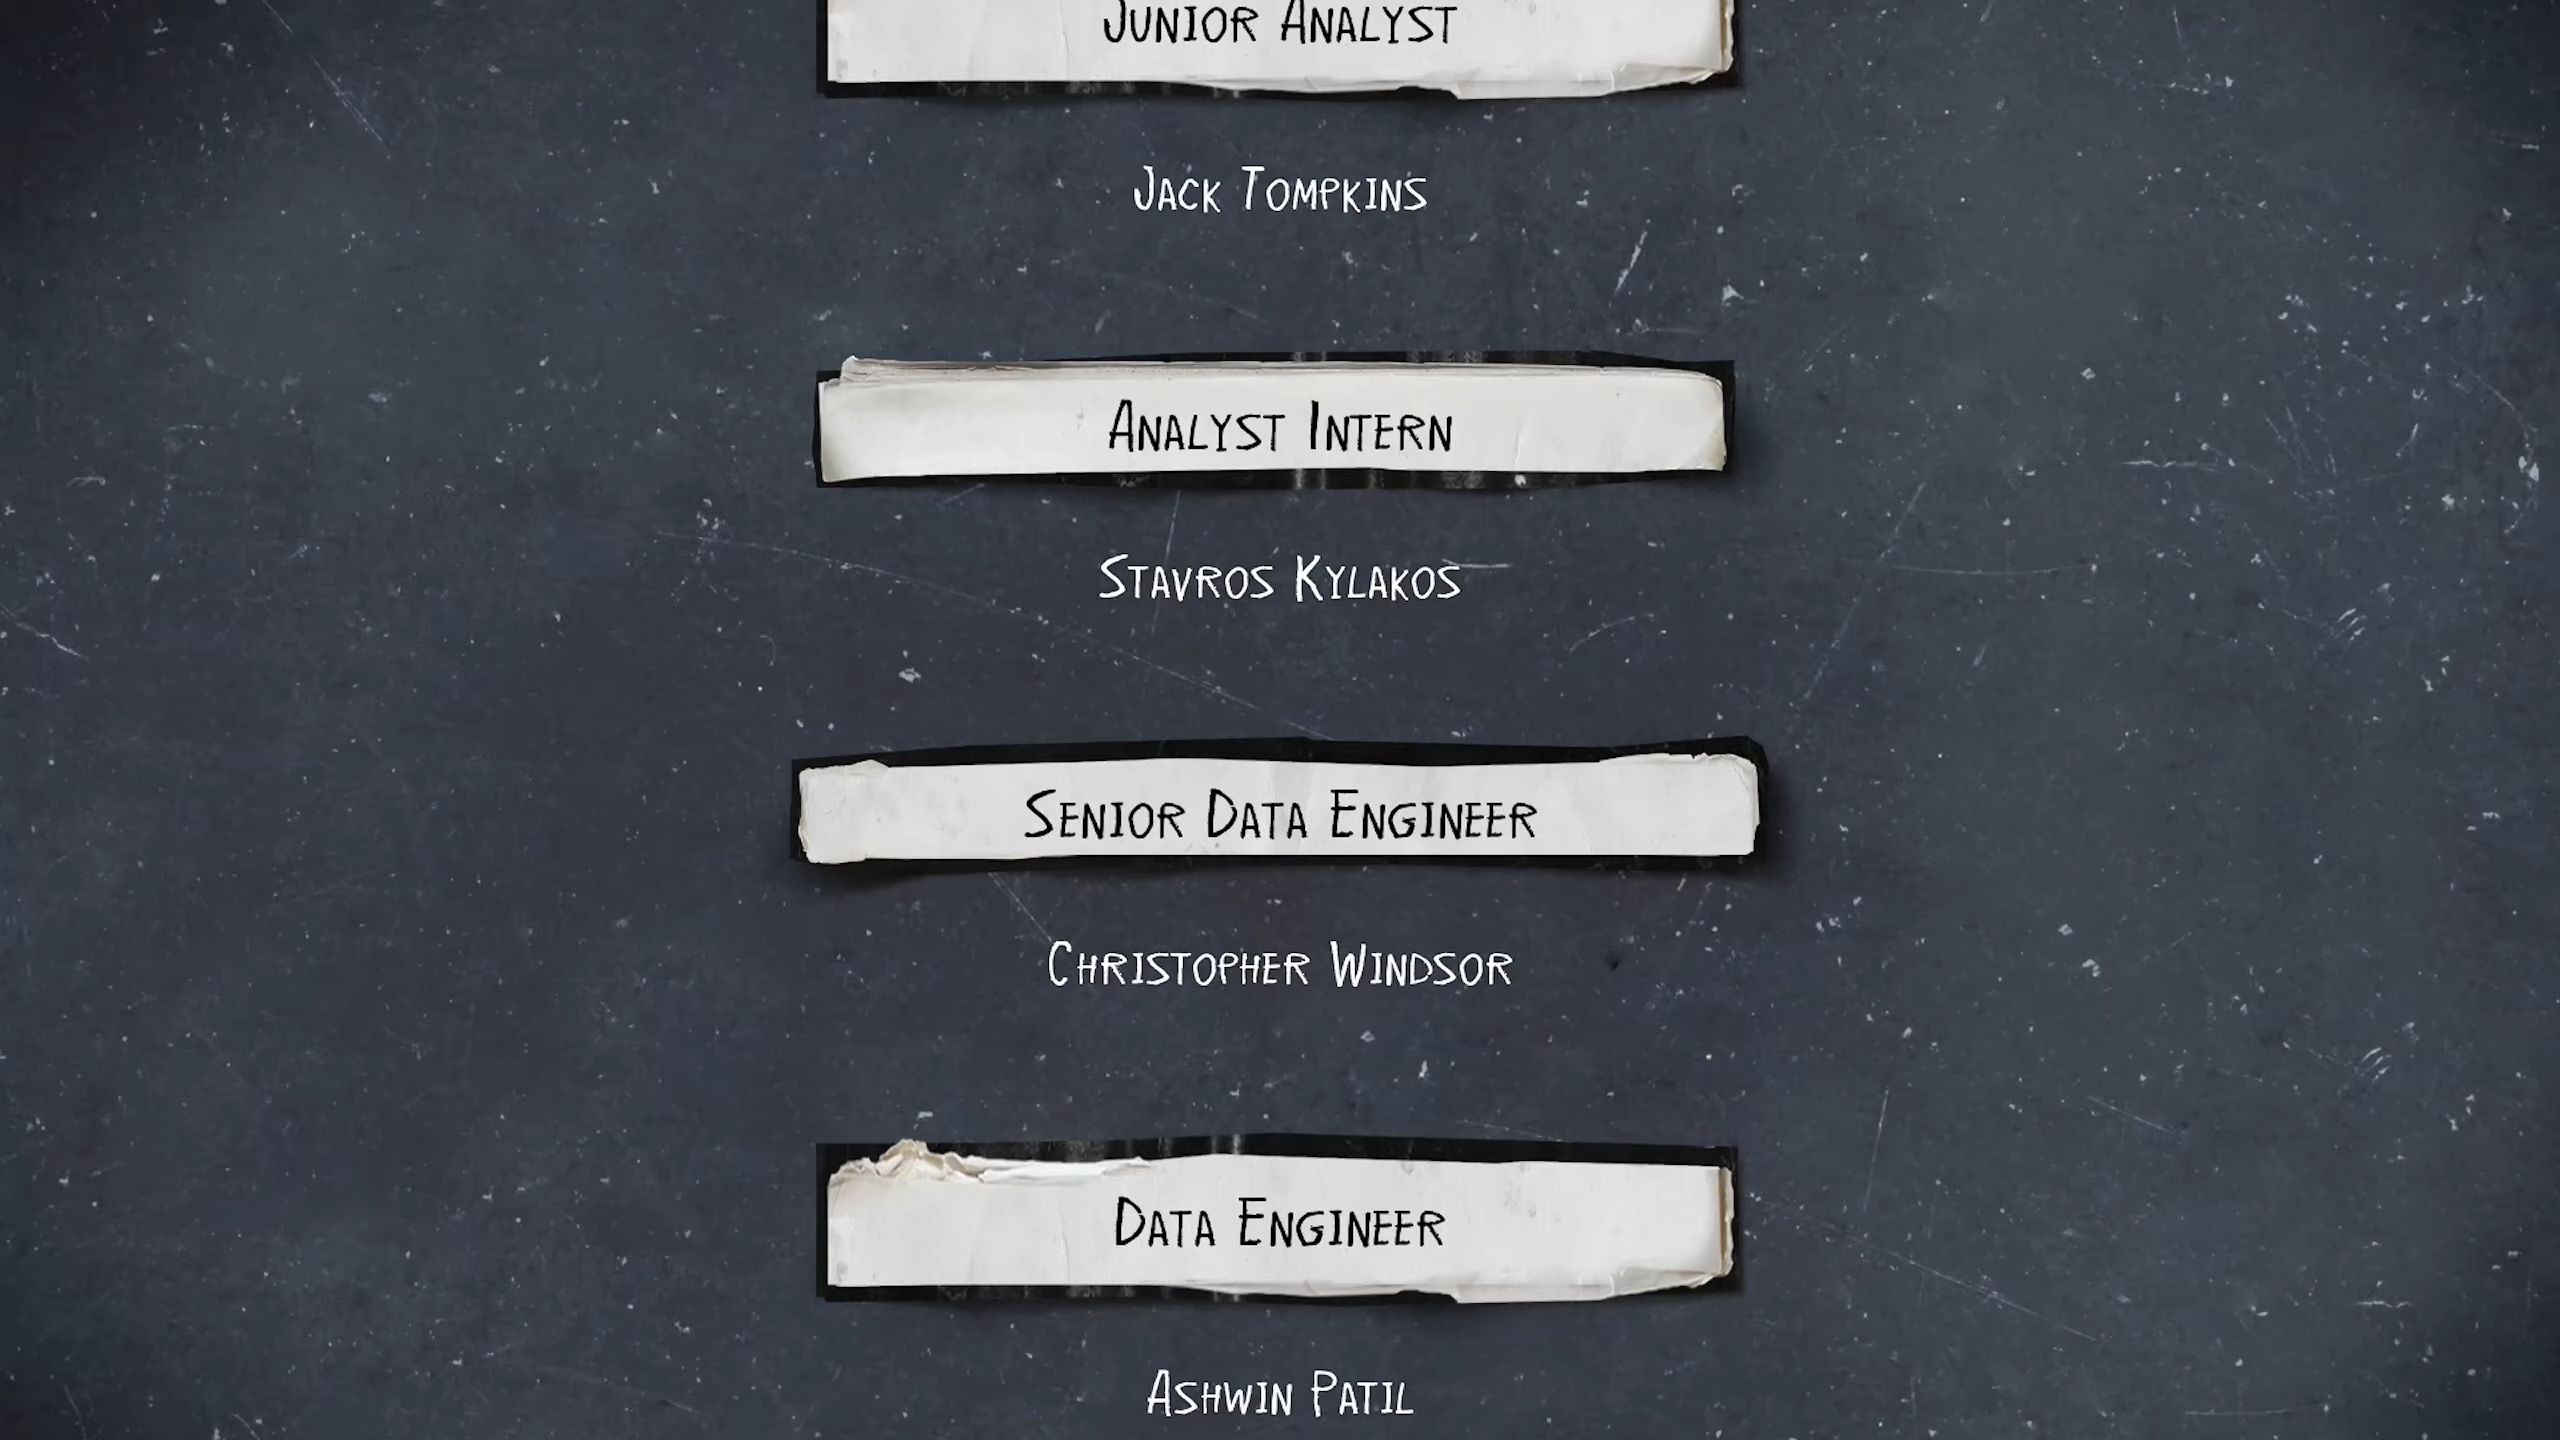 Junior Analyst
Jack Tompkins
Analyst Intern
Stavros Kylakos
Senior Data Engineer
Christopher Windsor
Data Engineer
Ashwin Patil